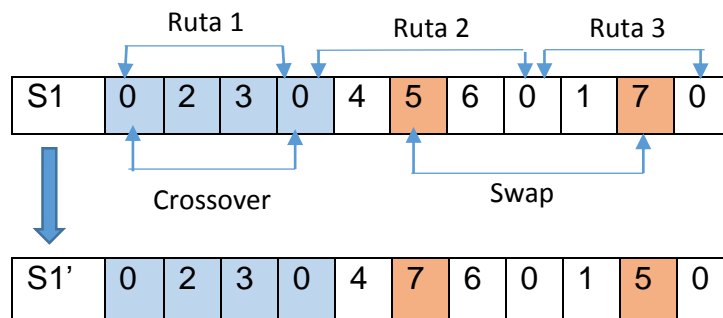 Ruta 1 Ruta 2 Ruta 3
S1 0 2 3 0 4 5 6 0 1 7 0
Crossover Swap
S1’ 0 2 3 0 4 7 6 0 1 5 0